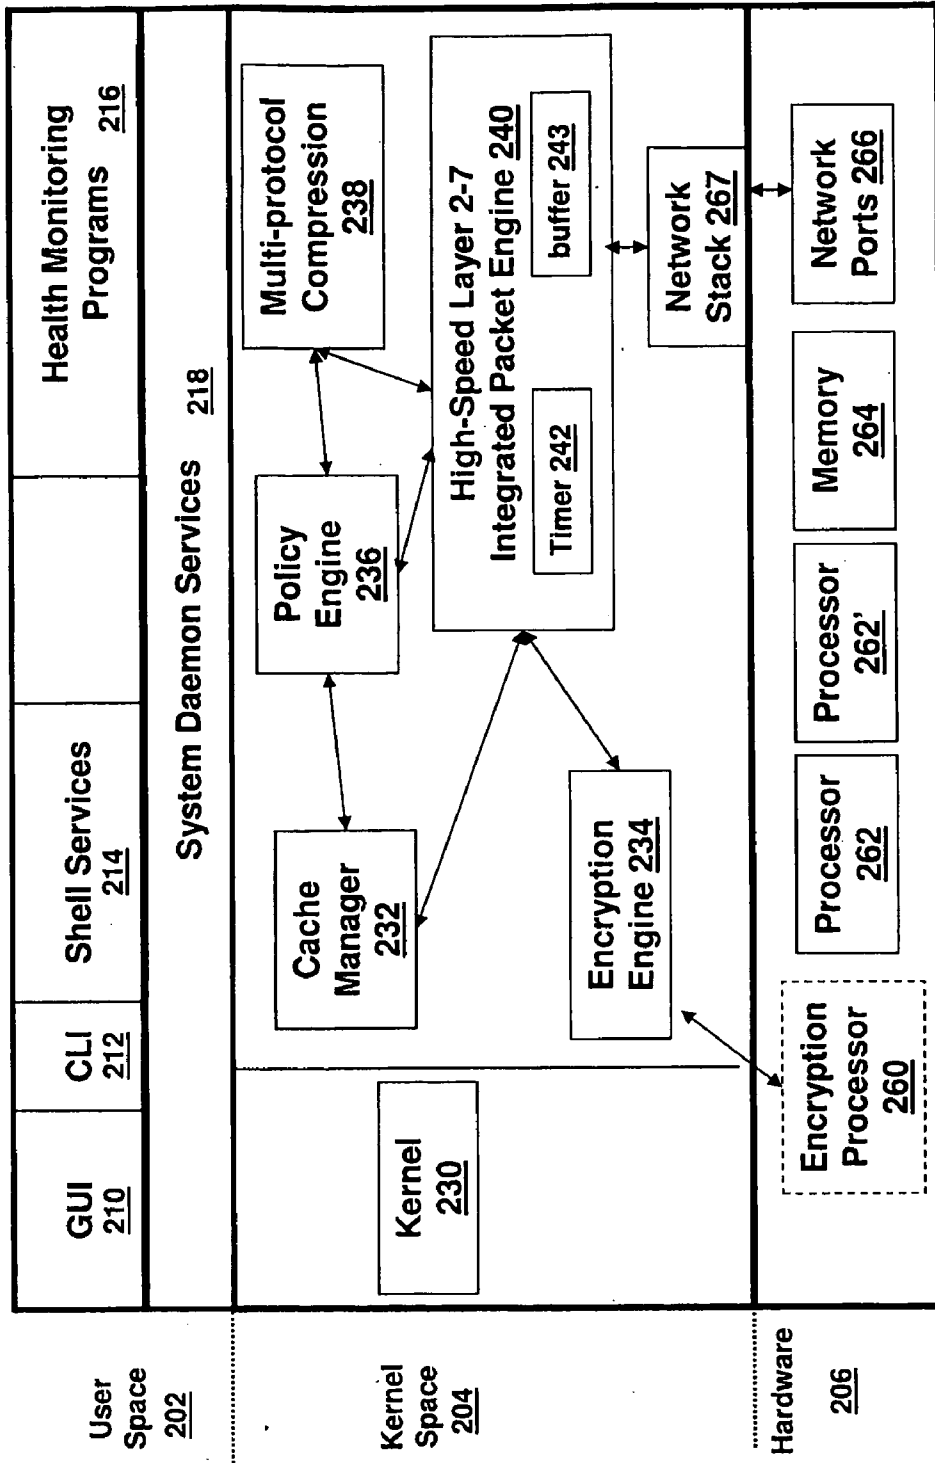 User
Space
202
GUI
210
CLI
212
Shell Services
214
Health Monitoring
Programs 216
System Daemon Services 218
Kernel
Space
204
Kernel
230
Cache
Manager
232
Policy
Engine
236
Multi-protocol
Compression
238
High-Speed Layer 2-7
Integrated Packet Engine 240
Timer 242
buffer 243
Encryption
Engine 234
Network
Stack 267
Hardware
206
Encryption
Processor
260
Processor
262
Processor
262'
Memory
264
Network
Ports 266